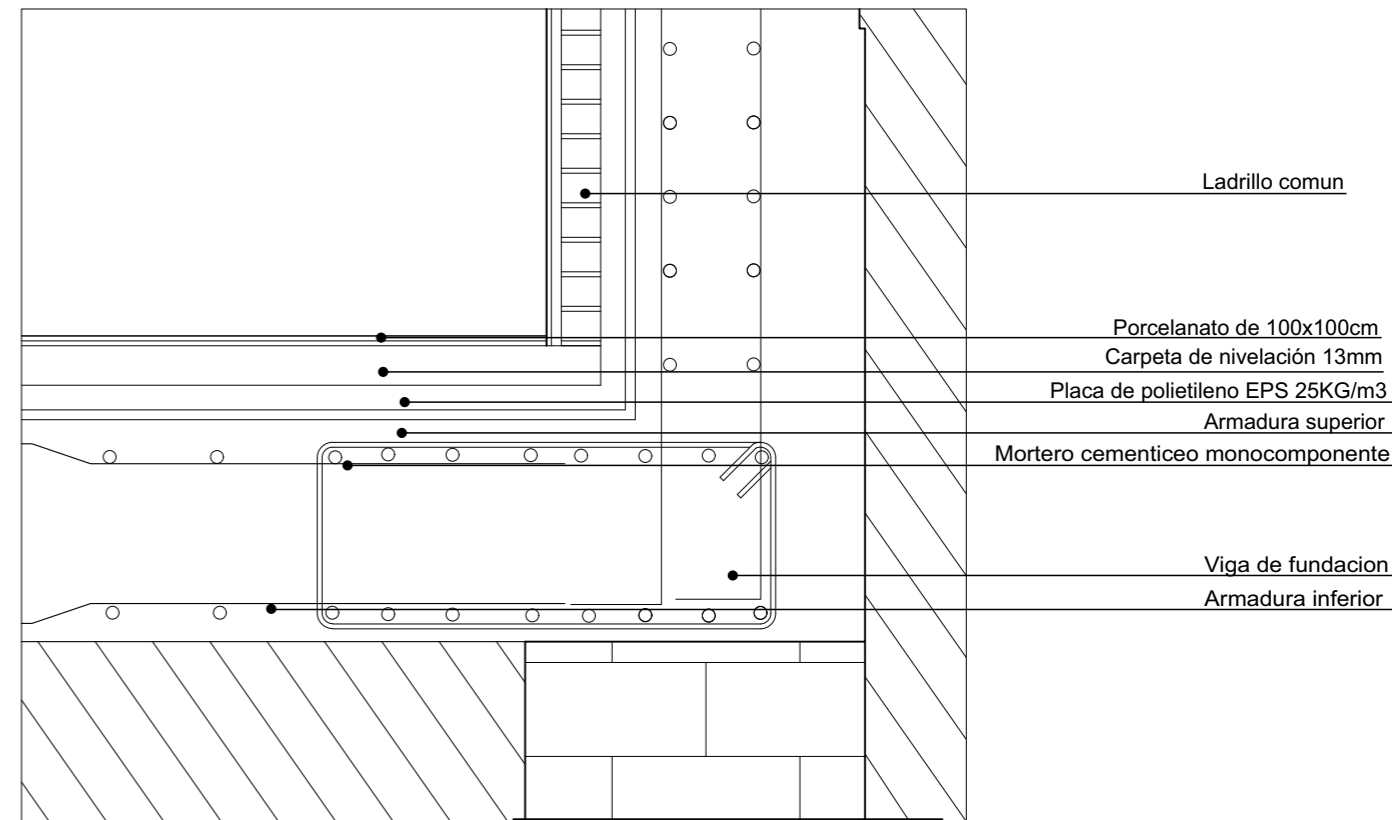 Ladrillo comun
Porcelanato de 100x100cm
Carpeta de nivelación 13mm
Placa de polietileno EPS 25KG/m3
Armadura superior
Mortero cementiceo monocomponente
Viga de fundacion
Armadura inferior